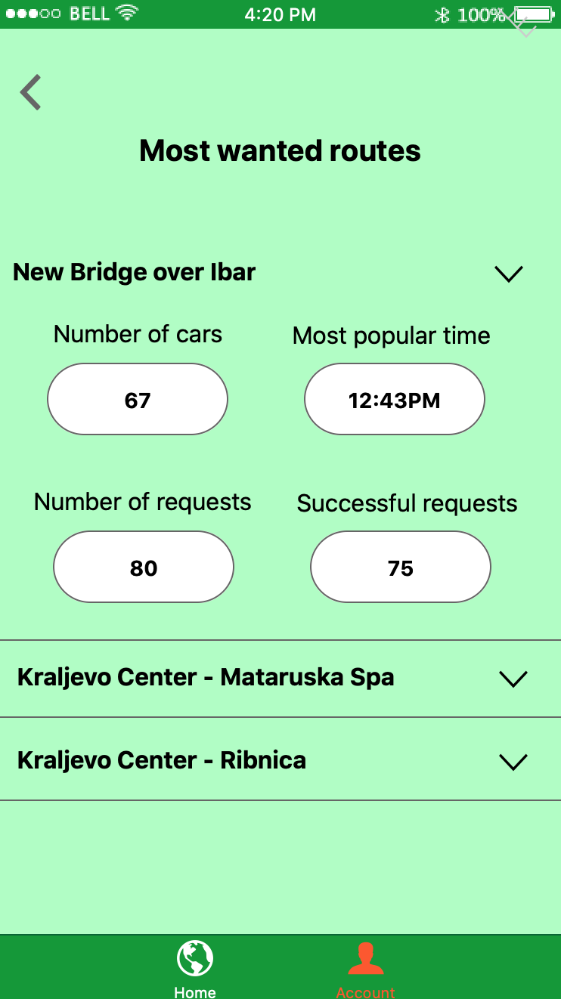 BELL 4:20 PM 100%
Most wanted routes
New Bridge over Ibar
Number of cars Most popular time
67 12:43PM
Number of requests Successful requests
80 75
Kraljevo Center - Mataruska Spa
Kraljevo Center - Ribnica
Home Account